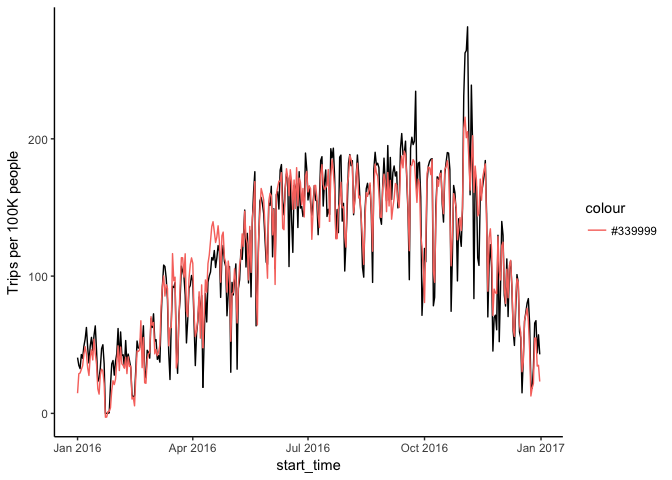 Trips per 100K people
200
100
0
Jan 2016
Apr 2016
Jul 2016
Oct 2016
Jan 2017
start_time
colour
#339999